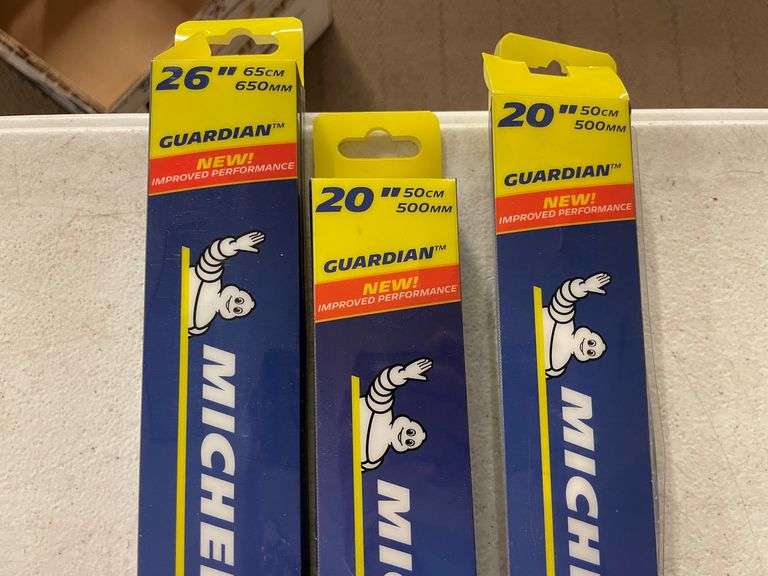 26" 65CM
650MM
GUARDIAN™
NEW!
IMPROVED PERFORMANCE
20" 50CM
500MM
GUARDIAN™
NEW!
IMPROVED PERFORMANCE
20" 50CM
500MM
GUARDIAN™
NEW!
IMPROVED PERFORMANCE
MICHE
MI
MICH